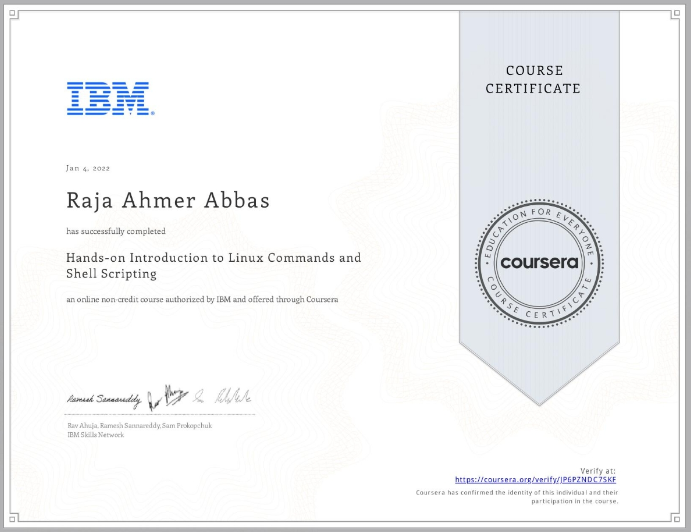 COURSE
CERTIFICATE
IBM®
Jan 4, 2022
Raja Ahmer Abbas
has successfully completed
Hands-on Introduction to Linux Commands and
Shell Scripting
an online non-credit course authorized by IBM and offered through Coursera
EDUCATION FOR EVERYONE
coursera
COURSE CERTIFICATE
Ramesh Sannareddy
Rav Ahuja, Ramesh Sannareddy, Sam Prokopchuk
IBM Skills Network
Verify at:
https://coursera.org/verify/JP6PZNDC7SKF
Coursera has confirmed the identity of this individual and their
participation in the course.